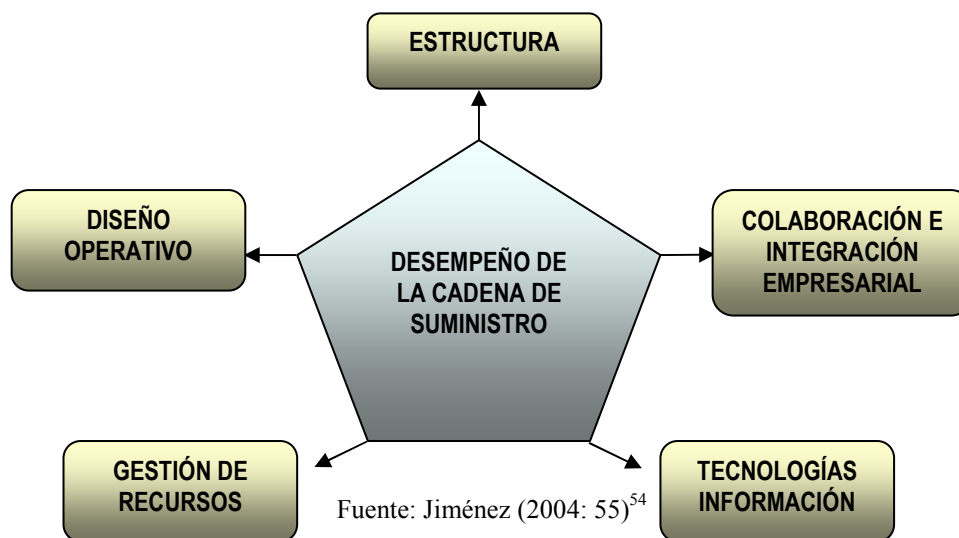 ESTRUCTURA
DISEÑO
OPERATIVO
COLABORACIÓN E
INTEGRACIÓN
EMPRESARIAL
DESEMPEÑO DE
LA CADENA DE
SUMINISTRO
GESTIÓN DE
RECURSOS
TECNOLOGÍAS
INFORMACIÓN
Fuente: Jiménez (2004: 55)54